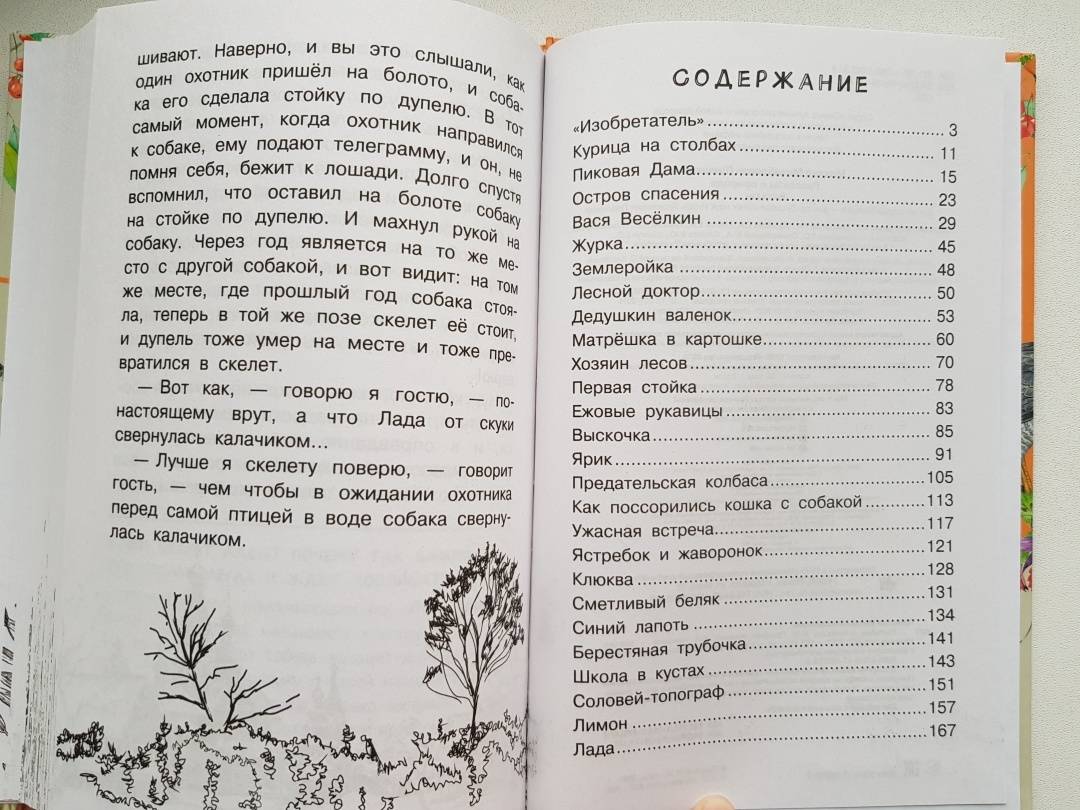 шивают. Наверно, и вы это слышали, как
один охотник пришёл на болото, и соба-
ка его сделала стойку по дупелю. В тот
самый момент, когда охотник направился
к собаке, ему подают телеграмму, и он, не
помня себя, бежит к лошади. Долго спустя
вспомнил, что оставил на болоте собаку
на стойке по дупелю. И махнул рукой на
собаку. Через год является на то же ме-
сто с другой собакой, и вот видит: на том
же месте, где прошлый год собака стоя-
ла, теперь в той же позе скелет её стоит,
и дупель тоже умер на месте и тоже пре-
вратился в скелет.
— Вот как, — говорю я гостю, — по-
настоящему врут, а что Лада от скуки
свернулась калачиком...
— Лучше я скелету поверю, — говорит
гость, — чем чтобы в ожидании охотника
перед самой птицей в воде собака сверну-
лась калачиком.
СОДЕРЖАНИЕ
«Изобретатель» 3
Курица на столбах 11
Пиковая Дама 15
Остров спасения 23
Вася Весёлкин 29
Журка 45
Землеройка 48
Лесной доктор 50
Дедушкин валенок 53
Матрёшка в картошке 60
Хозяин лесов 70
Первая стойка 78
Ежовые рукавицы 83
Выскочка 85
Ярик 91
Предательская колбаса 105
Как поссорились кошка с собакой 113
Ужасная встреча 117
Ястребок и жаворонок 121
Клюква 128
Сметливый беляк 131
Синий лапоть 134
Берестяная трубочка 141
Школа в кустах 143
Соловей-топограф 151
Лимон 157
Лада 167